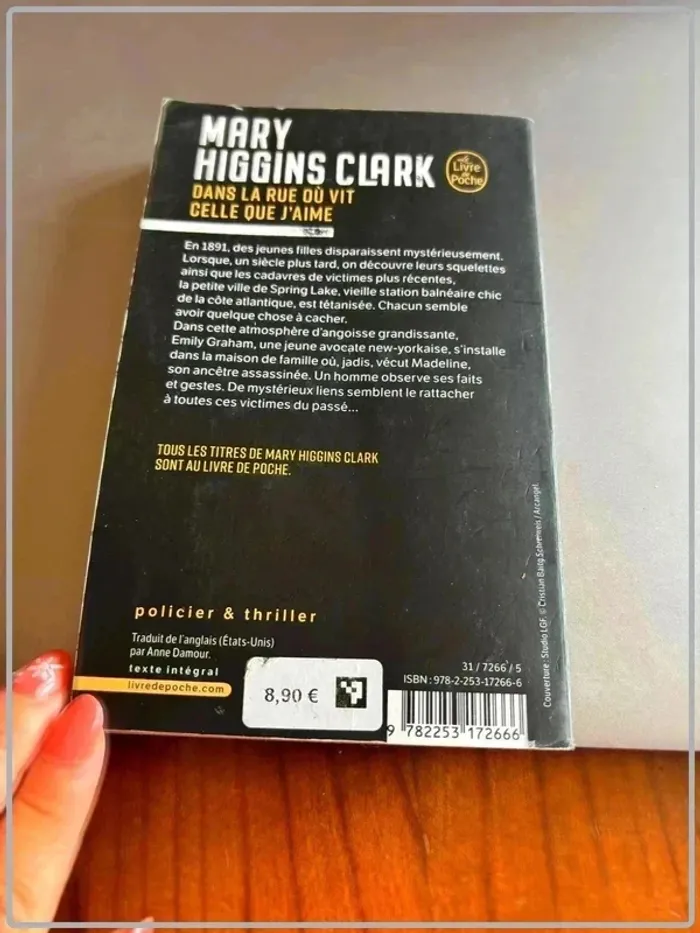 MARY
HIGGINS CLARK
Le
Livre
de
Poche
DANS LA RUE OÙ VIT
CELLE QUE J'AIME
En 1891, des jeunes filles disparaissent mystérieusement.
Lorsque, un siècle plus tard, on découvre leurs squelettes
ainsi que les cadavres de victimes plus récentes,
la petite ville de Spring Lake, vieille station balnéaire chic
de la côte atlantique, est tétanisée. Chacun semble
avoir quelque chose à cacher.
Dans cette atmosphère d'angoisse grandissante,
Emily Graham, une jeune avocate new-yorkaise, s'installe
dans la maison de famille où, jadis, vécut Madeline,
son ancêtre assassinée. Un homme observe ses faits
et gestes. De mystérieux liens semblent le rattacher
à toutes ces victimes du passé...
TOUS LES TITRES DE MARY HIGGINS CLARK
SONT AU LIVRE DE POCHE.
policier & thriller
Traduit de l'anglais (États-Unis)
par Anne Damour.
texte intégral
livredepoche.com
8,90 €
31 / 7266 / 5
ISBN : 978-2-253-17266-6
9 782253 172666
Couverture : Studio LGF. © Cristian Baitg Schreiweis / Arcangel.